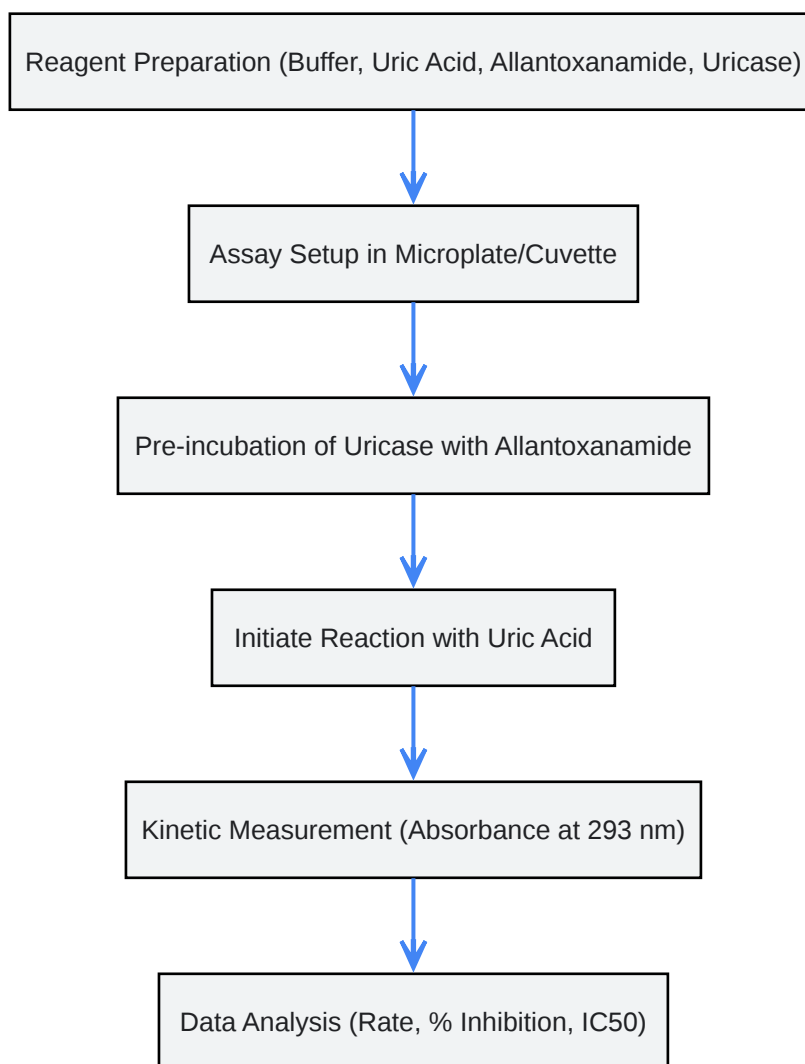 Reagent Preparation (Buffer, Uric Acid, Allantoxanamide, Uricase)
Assay Setup in Microplate/Cuvette
Pre-incubation of Uricase with Allantoxanamide
Initiate Reaction with Uric Acid
Kinetic Measurement (Absorbance at 293 nm)
Data Analysis (Rate, % Inhibition, IC50)